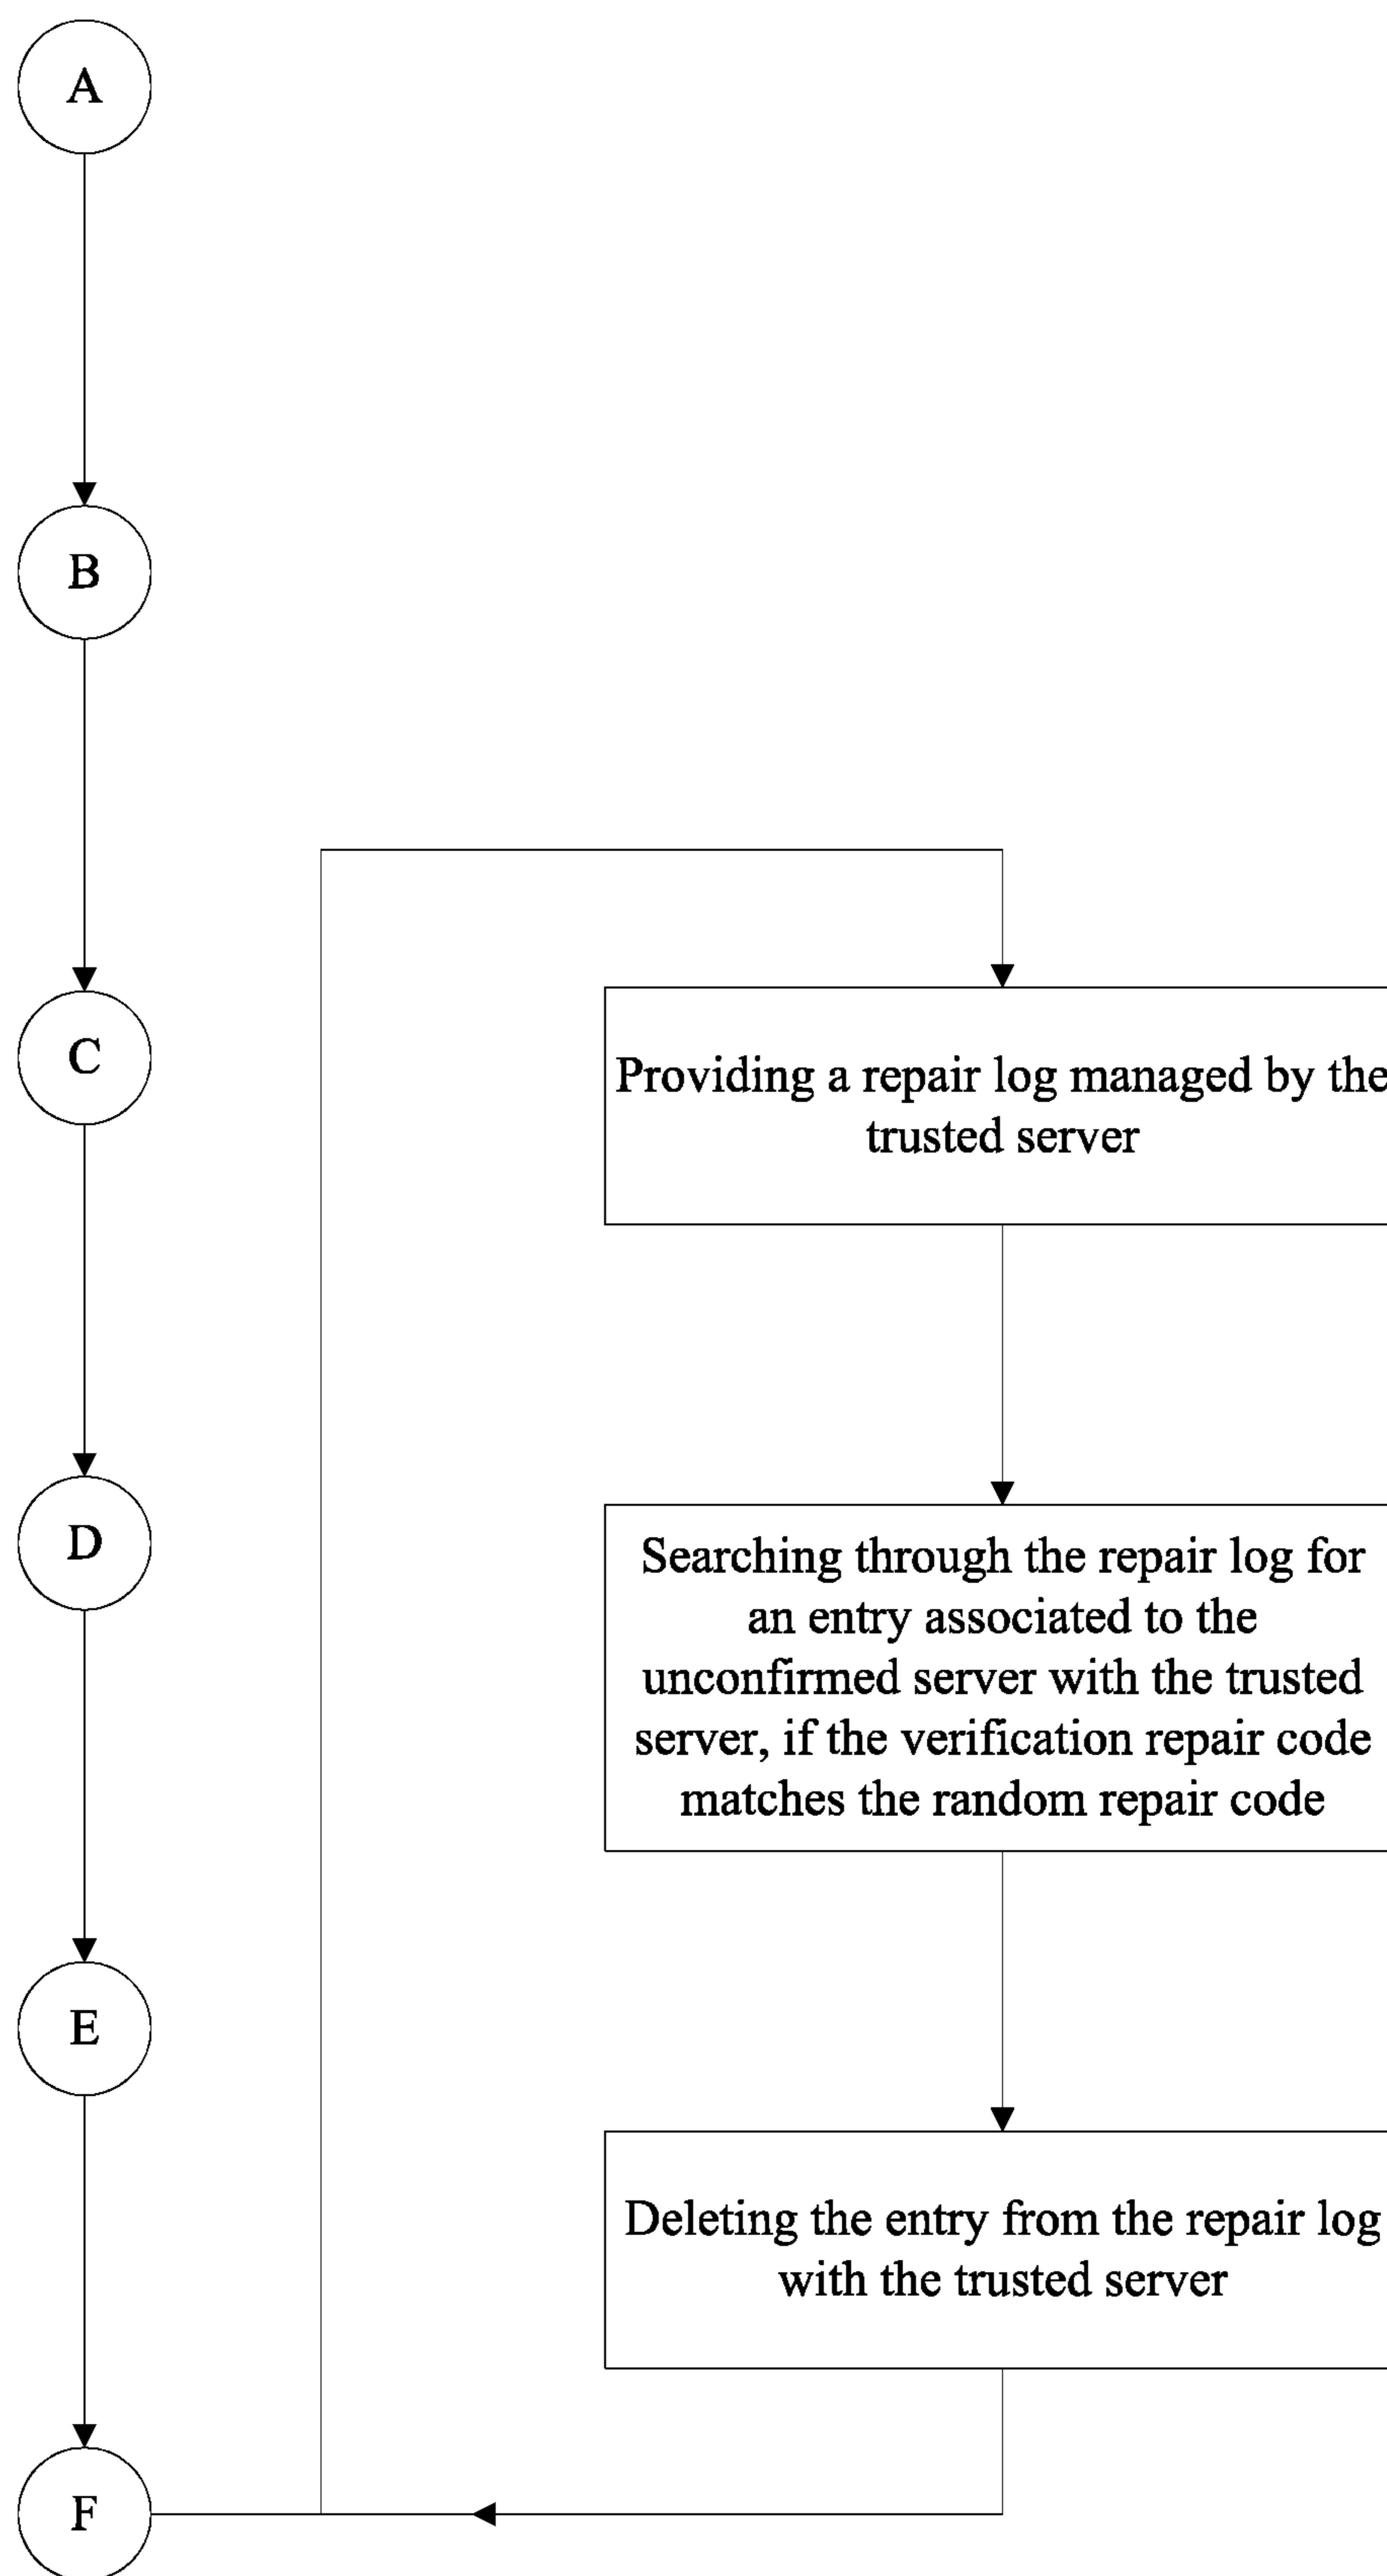 A
B
C
D
E
F
Providing a repair log managed by the
trusted server
Searching through the repair log for
an entry associated to the
unconfirmed server with the trusted
server, if the verification repair code
matches the random repair code
Deleting the entry from the repair log
with the trusted server